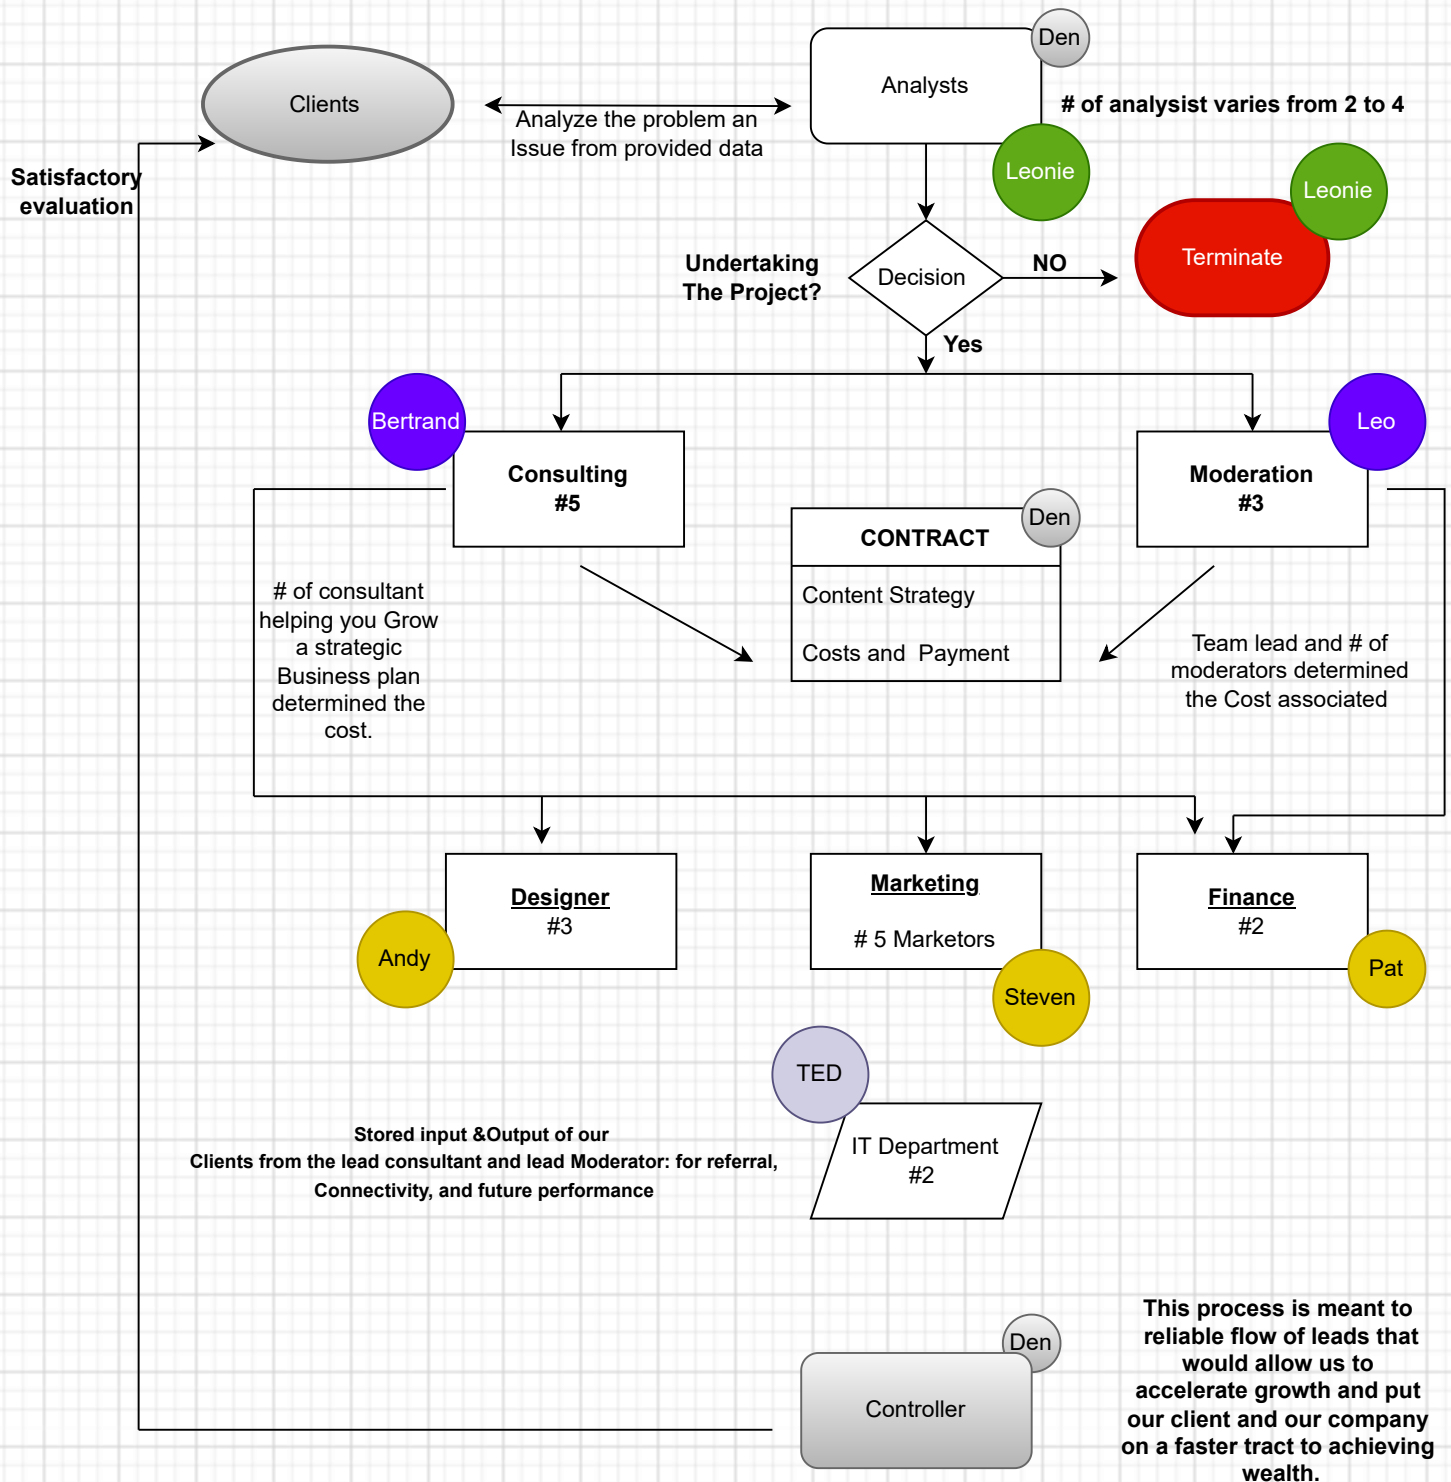 Den
Clients
Analysts
# of analysist varies from 2 to 4
Analyze the problem an
Issue from provided data
Leonie
Satisfactory
evaluation
Leonie
Terminate
Undertaking
The Project?
Decision
NO
Yes
Bertrand
Leo
Consulting
#5
Moderation
#3
Den
CONTRACT
Content Strategy
Costs and Payment
# of consultant
helping you Grow
a strategic
Business plan
determined the
cost.
Team lead and # of
moderators determined
the Cost associated
Designer
#3
Andy
Marketing
# 5 Marketors
Steven
Finance
#2
Pat
TED
IT Department
#2
Stored input &Output of our
Clients from the lead consultant and lead Moderator: for referral,
Connectivity, and future performance
Den
Controller
This process is meant to
reliable flow of leads that
would allow us to
accelerate growth and put
our client and our company
on a faster tract to achieving
wealth.